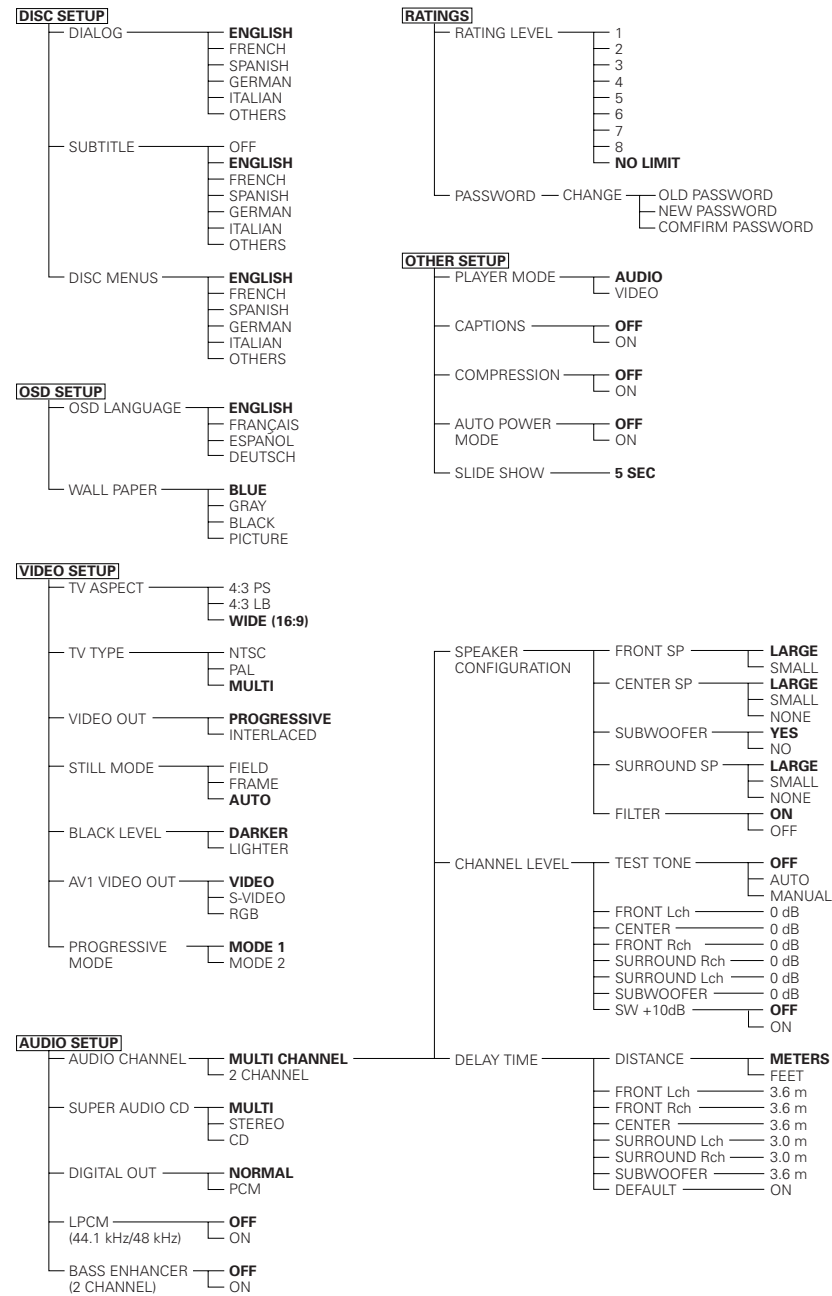 DISC SETUP
DIALOG
ENGLISH
FRENCH
SPANISH
GERMAN
ITALIAN
OTHERS
SUBTITLE
OFF
ENGLISH
FRENCH
SPANISH
GERMAN
ITALIAN
OTHERS
DISC MENUS
ENGLISH
FRENCH
SPANISH
GERMAN
ITALIAN
OTHERS
OSD SETUP
OSD LANGUAGE
ENGLISH
FRANÇAIS
ESPAÑOL
DEUTSCH
WALL PAPER
BLUE
GRAY
BLACK
PICTURE
VIDEO SETUP
TV ASPECT
4:3 PS
4:3 LB
WIDE (16:9)
TV TYPE
NTSC
PAL
MULTI
VIDEO OUT
PROGRESSIVE
INTERLACED
STILL MODE
FIELD
FRAME
AUTO
BLACK LEVEL
DARKER
LIGHTER
AV1 VIDEO OUT
VIDEO
S-VIDEO
RGB
PROGRESSIVE
MODE
MODE 1
MODE 2
AUDIO SETUP
AUDIO CHANNEL
MULTI CHANNEL
2 CHANNEL
SUPER AUDIO CD
MULTI
STEREO
CD
DIGITAL OUT
NORMAL
PCM
LPCM
(44.1 kHz/48 kHz)
OFF
ON
BASS ENHANCER
(2 CHANNEL)
OFF
ON
RATINGS
RATING LEVEL
1
2
3
4
5
6
7
8
NO LIMIT
PASSWORD
CHANGE
OLD PASSWORD
NEW PASSWORD
COMFIRM PASSWORD
OTHER SETUP
PLAYER MODE
AUDIO
VIDEO
CAPTIONS
OFF
ON
COMPRESSION
OFF
ON
AUTO POWER
MODE
OFF
ON
SLIDE SHOW
5 SEC
SPEAKER
CONFIGURATION
FRONT SP
LARGE
SMALL
CENTER SP
LARGE
SMALL
NONE
SUBWOOFER
YES
NO
SURROUND SP
LARGE
SMALL
NONE
FILTER
ON
OFF
CHANNEL LEVEL
TEST TONE
OFF
AUTO
MANUAL
FRONT Lch
0 dB
CENTER
0 dB
FRONT Rch
0 dB
SURROUND Rch
0 dB
SURROUND Lch
0 dB
SUBWOOFER
0 dB
SW +10dB
OFF
ON
DELAY TIME
DISTANCE
METERS
FEET
FRONT Lch
3.6 m
FRONT Rch
3.6 m
CENTER
3.6 m
SURROUND Lch
3.0 m
SURROUND Rch
3.0 m
SUBWOOFER
3.6 m
DEFAULT
ON